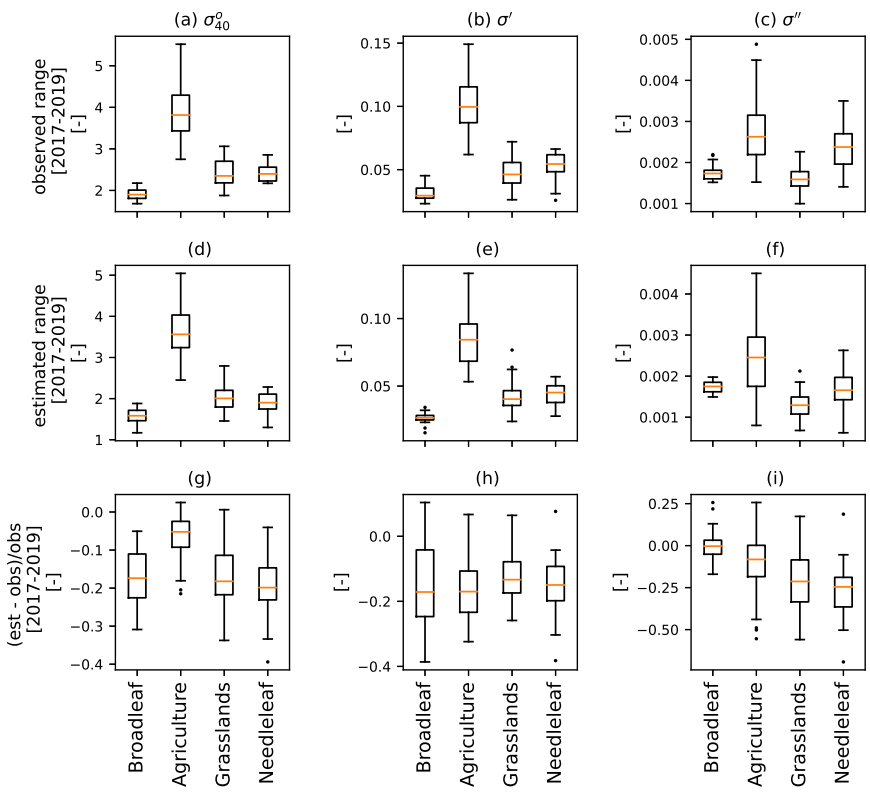 (a) σᵒ₄₀
(b) σ′
(c) σ″
observed range
[2017-2019]
[-]
5
4
3
2
[-]
0.15
0.10
0.05
[-]
0.005
0.004
0.003
0.002
0.001
(d)
(e)
(f)
estimated range
[2017-2019]
[-]
5
4
3
2
1
[-]
0.10
0.05
[-]
0.004
0.003
0.002
0.001
(g)
(h)
(i)
(est - obs)/obs
[2017-2019]
[-]
0.0
−0.1
−0.2
−0.3
−0.4
[-]
0.0
−0.2
−0.4
[-]
0.25
0.00
−0.25
−0.50
Broadleaf
Agriculture
Grasslands
Needleleaf
Broadleaf
Agriculture
Grasslands
Needleleaf
Broadleaf
Agriculture
Grasslands
Needleleaf